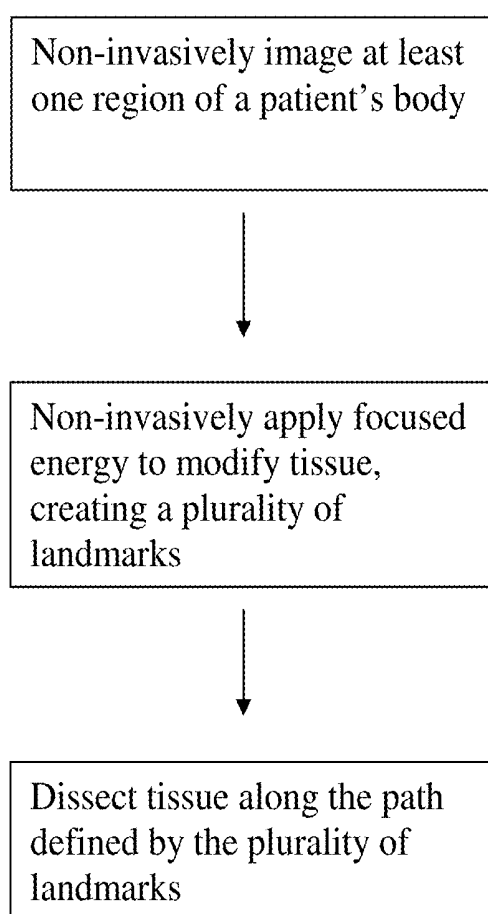 Non-invasively image at least
one region of a patient's body
Non-invasively apply focused
energy to modify tissue,
creating a plurality of
landmarks
Dissect tissue along the path
defined by the plurality of
landmarks